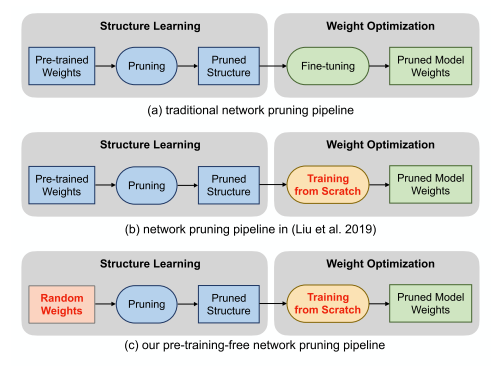 Structure Learning
Weight Optimization
Pre-trained
Weights
Pruning
Pruned
Structure
Fine-tuning
Pruned Model
Weights
(a) traditional network pruning pipeline
Structure Learning
Weight Optimization
Pre-trained
Weights
Pruning
Pruned
Structure
Training
from Scratch
Pruned Model
Weights
(b) network pruning pipeline in (Liu et al. 2019)
Structure Learning
Weight Optimization
Random
Weights
Pruning
Pruned
Structure
Training
from Scratch
Pruned Model
Weights
(c) our pre-training-free network pruning pipeline